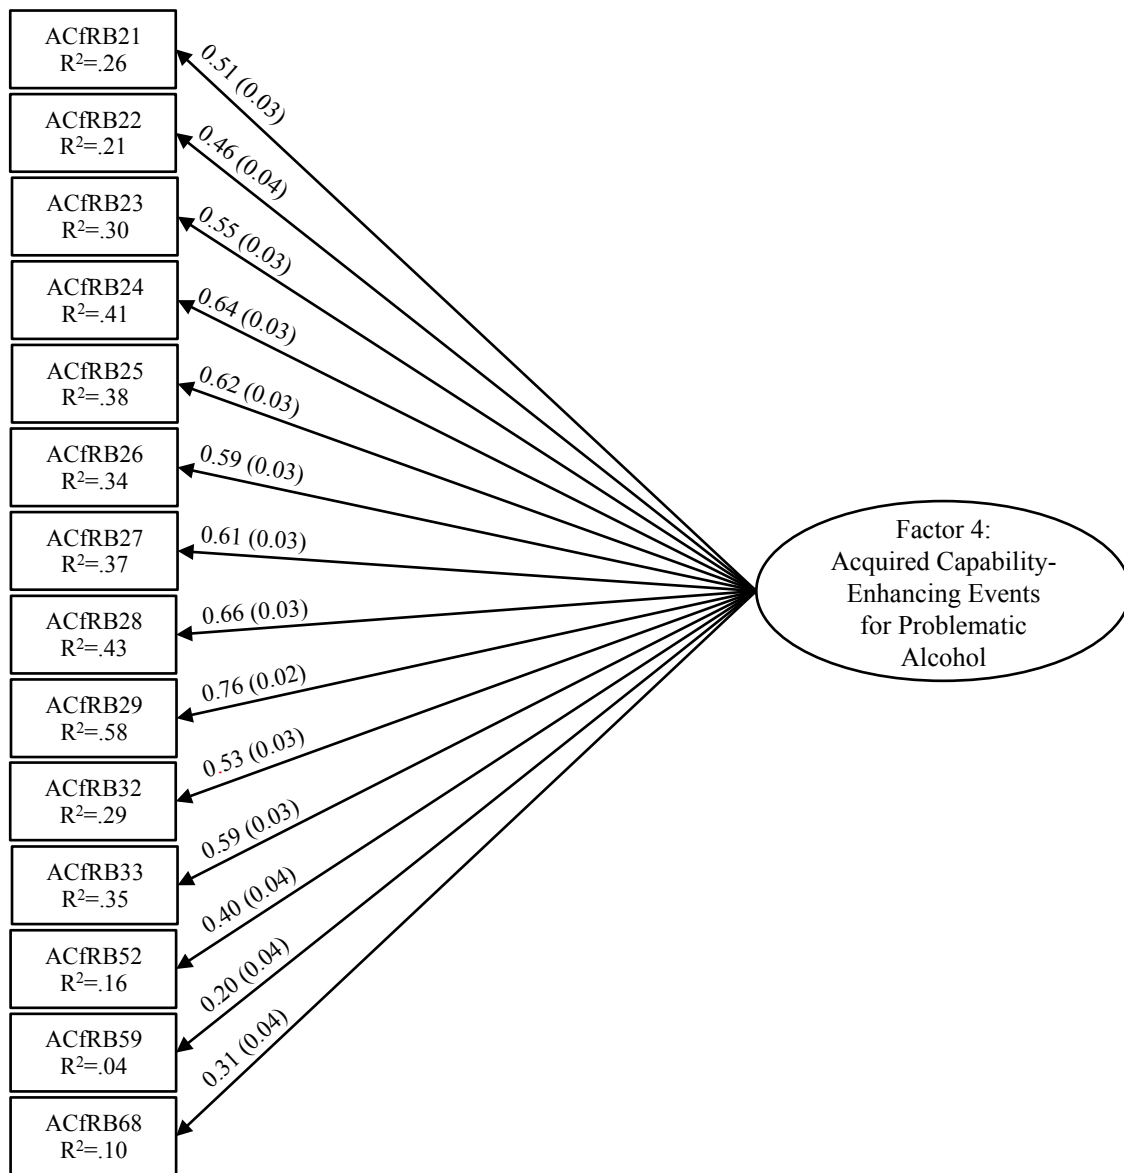 ACfRB21
R²=.26
0.51 (0.03)
ACfRB22
R²=.21
0.46 (0.04)
ACfRB23
R²=.30
0.55 (0.03)
ACfRB24
R²=.41
0.64 (0.03)
ACfRB25
R²=.38
0.62 (0.03)
ACfRB26
R²=.34
0.59 (0.03)
ACfRB27
R²=.37
0.61 (0.03)
ACfRB28
R²=.43
0.66 (0.03)
ACfRB29
R²=.58
0.76 (0.02)
ACfRB32
R²=.29
0.53 (0.03)
ACfRB33
R²=.35
0.59 (0.03)
ACfRB52
R²=.16
0.40 (0.04)
ACfRB59
R²=.04
0.20 (0.04)
ACfRB68
R²=.10
0.31 (0.04)
Factor 4:
Acquired Capability-
Enhancing Events
for Problematic
Alcohol